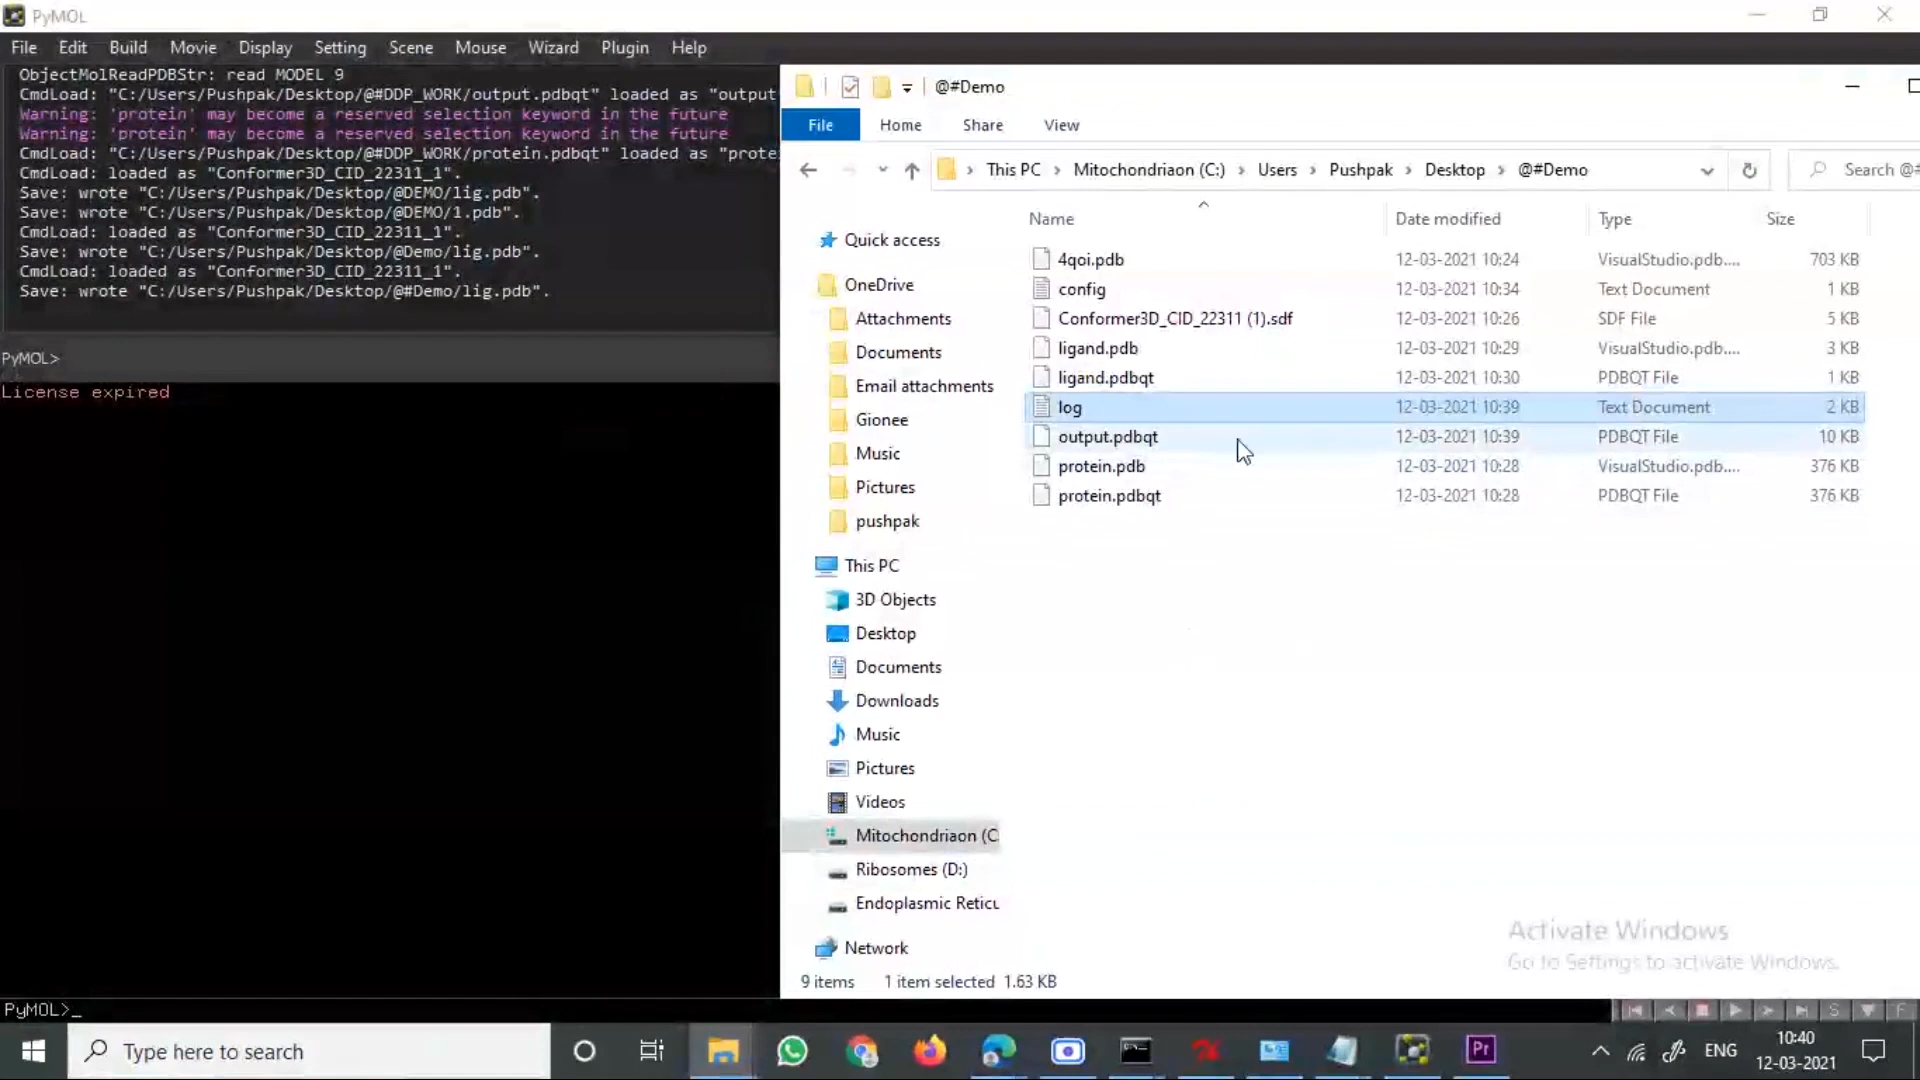 PyMOL
File Edit Build Movie Display Setting Scene Mouse Wizard Plugin Help
ObjectMolReadPDBStr: read MODEL 9
CmdLoad: "C:/Users/Pushpak/Desktop/@#DDP_WORK/output.pdbqt" loaded as "output
Warning: 'protein' may become a reserved selection keyword in the future
Warning: 'protein' may become a reserved selection keyword in the future
CmdLoad: "C:/Users/Pushpak/Desktop/@#DDP_WORK/protein.pdbqt" loaded as "prote
CmdLoad: loaded as "Conformer3D_CID_22311_1".
Save: wrote "C:/Users/Pushpak/Desktop/@DEMO/lig.pdb".
Save: wrote "C:/Users/Pushpak/Desktop/@DEMO/1.pdb".
CmdLoad: loaded as "Conformer3D_CID_22311_1".
Save: wrote "C:/Users/Pushpak/Desktop/@Demo/lig.pdb".
CmdLoad: loaded as "Conformer3D_CID_22311_1".
Save: wrote "C:/Users/Pushpak/Desktop/@#Demo/lig.pdb".
PyMOL>
License expired
@#Demo
File Home Share View
This PC > Mitochondriaon (C:) > Users > Pushpak > Desktop > @#Demo
Search @#
Name Date modified Type Size
4qoi.pdb 12-03-2021 10:24 VisualStudio.pdb.... 703 KB
config 12-03-2021 10:34 Text Document 1 KB
Conformer3D_CID_22311 (1).sdf 12-03-2021 10:26 SDF File 5 KB
ligand.pdb 12-03-2021 10:29 VisualStudio.pdb.... 3 KB
ligand.pdbqt 12-03-2021 10:30 PDBQT File 1 KB
log 12-03-2021 10:39 Text Document 2 KB
output.pdbqt 12-03-2021 10:39 PDBQT File 10 KB
protein.pdb 12-03-2021 10:28 VisualStudio.pdb.... 376 KB
protein.pdbqt 12-03-2021 10:28 PDBQT File 376 KB
Quick access
OneDrive
Attachments
Documents
Email attachments
Gionee
Music
Pictures
pushpak
This PC
3D Objects
Desktop
Documents
Downloads
Music
Pictures
Videos
Mitochondriaon (C
Ribosomes (D:)
Endoplasmic Reticu
Network
9 items 1 item selected 1.63 KB
Activate Windows
Go to Settings to activate Windows.
PyMOL>_
S F
Type here to search
Pr
ENG
10:40
12-03-2021